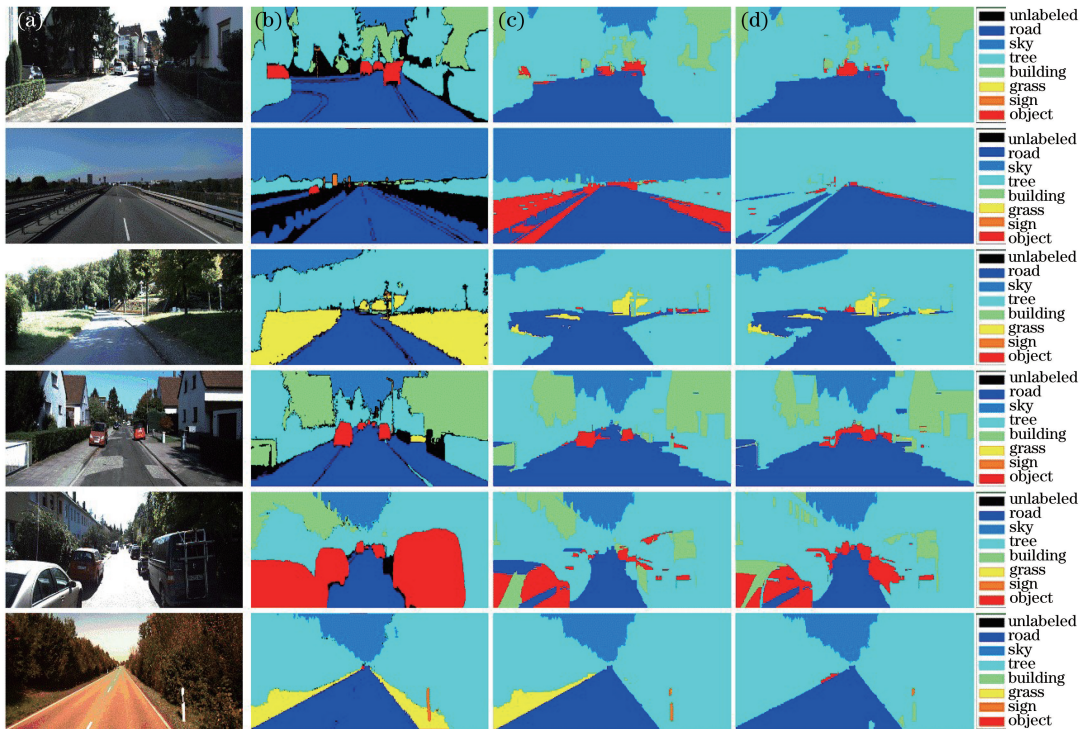 (a) (b) (c) (d)
unlabeled
road
sky
tree
building
grass
sign
object
unlabeled
road
sky
tree
building
grass
sign
object
unlabeled
road
sky
tree
building
grass
sign
object
unlabeled
road
sky
tree
building
grass
sign
object
unlabeled
road
sky
tree
building
grass
sign
object
unlabeled
road
sky
tree
building
grass
sign
object